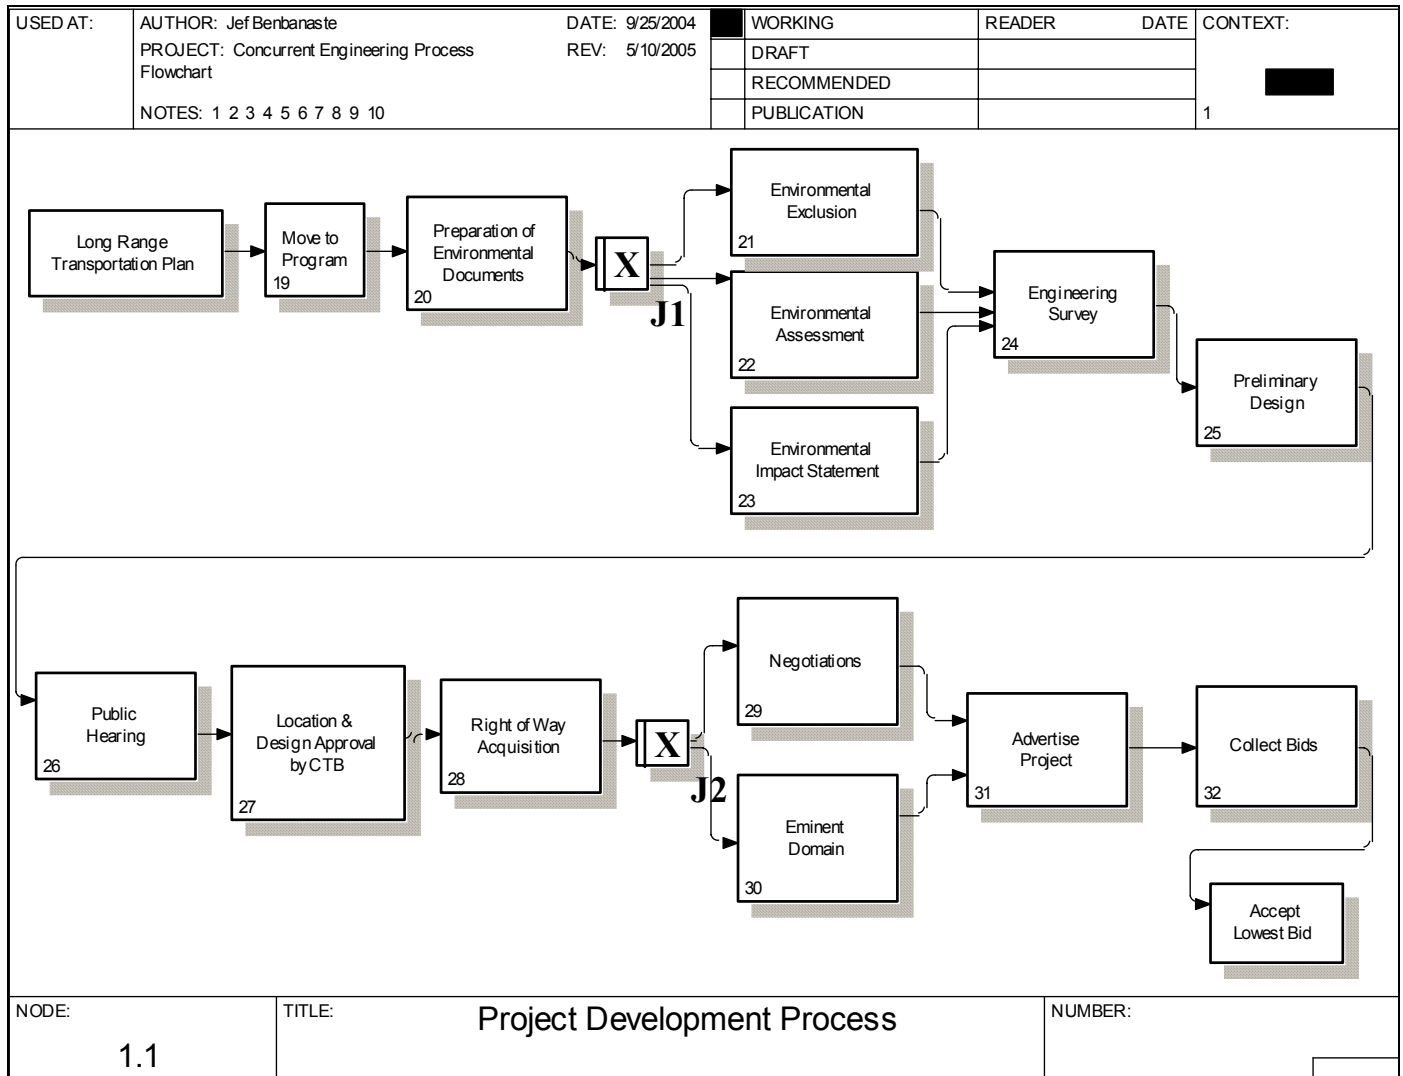 USED AT:
AUTHOR: Jef Benbanaste
DATE: 9/25/2004
PROJECT: Concurrent Engineering Process
Flowchart
REV: 5/10/2005
NOTES: 1 2 3 4 5 6 7 8 9 10
WORKING
DRAFT
RECOMMENDED
PUBLICATION
READER
DATE
CONTEXT:
1
Long Range
Transportation Plan
Move to
Program
19
Preparation of
Environmental
Documents
20
X
J1
Environmental
Exclusion
21
Environmental
Assessment
22
Environmental
Impact Statement
23
Engineering
Survey
24
Preliminary
Design
25
Public
Hearing
26
Location &
Design Approval
by CTB
27
Right of Way
Acquisition
28
X
J2
Negotiations
29
Eminent
Domain
30
Advertise
Project
31
Collect Bids
32
Accept
Lowest Bid
NODE:
1.1
TITLE:
Project Development Process
NUMBER: